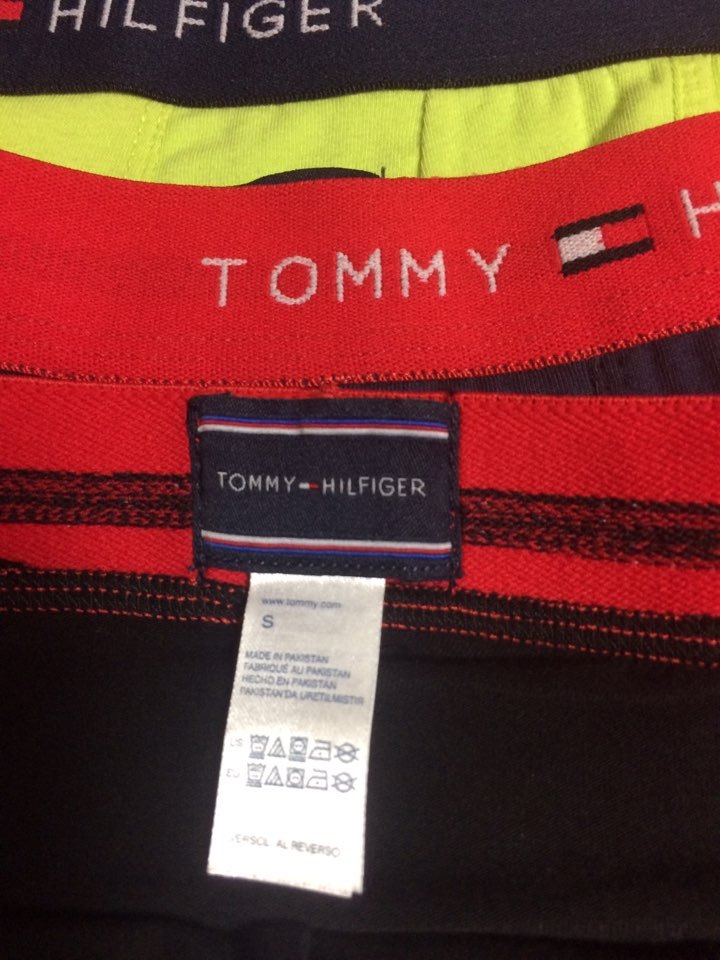 HILFIGER
TOMMY H
TOMMY HILFIGER
www.tommy.com
S
MADE IN PAKISTAN
FABRIQUÉ AU PAKISTAN
HECHO EN PAKISTAN
PAKISTAN'DA URETILMISTIR
US
EU
AL REVERSO